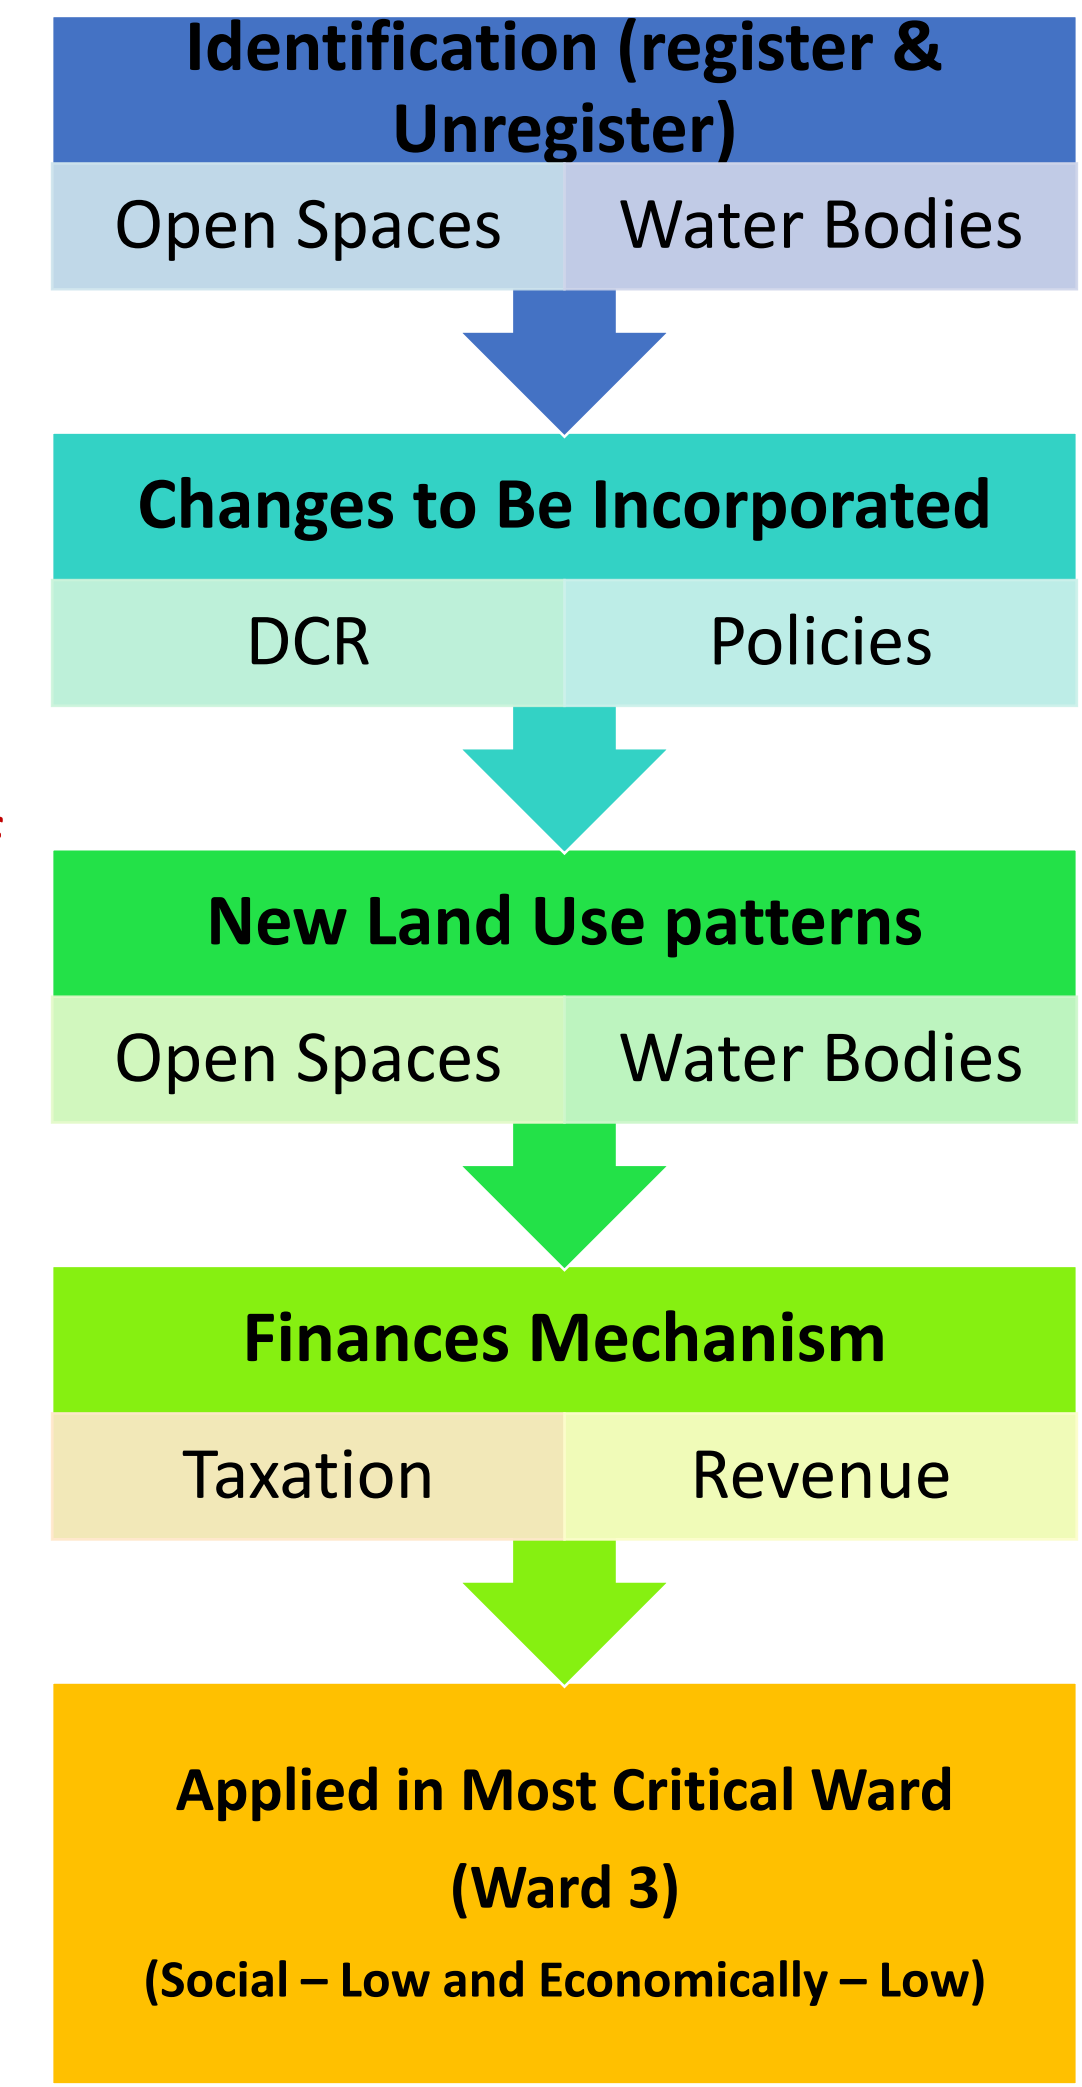 Identification (register &
Unregister)
Open Spaces Water Bodies
Changes to Be Incorporated
DCR Policies
New Land Use patterns
Open Spaces Water Bodies
Finances Mechanism
Taxation Revenue
Applied in Most Critical Ward
(Ward 3)
(Social – Low and Economically – Low)